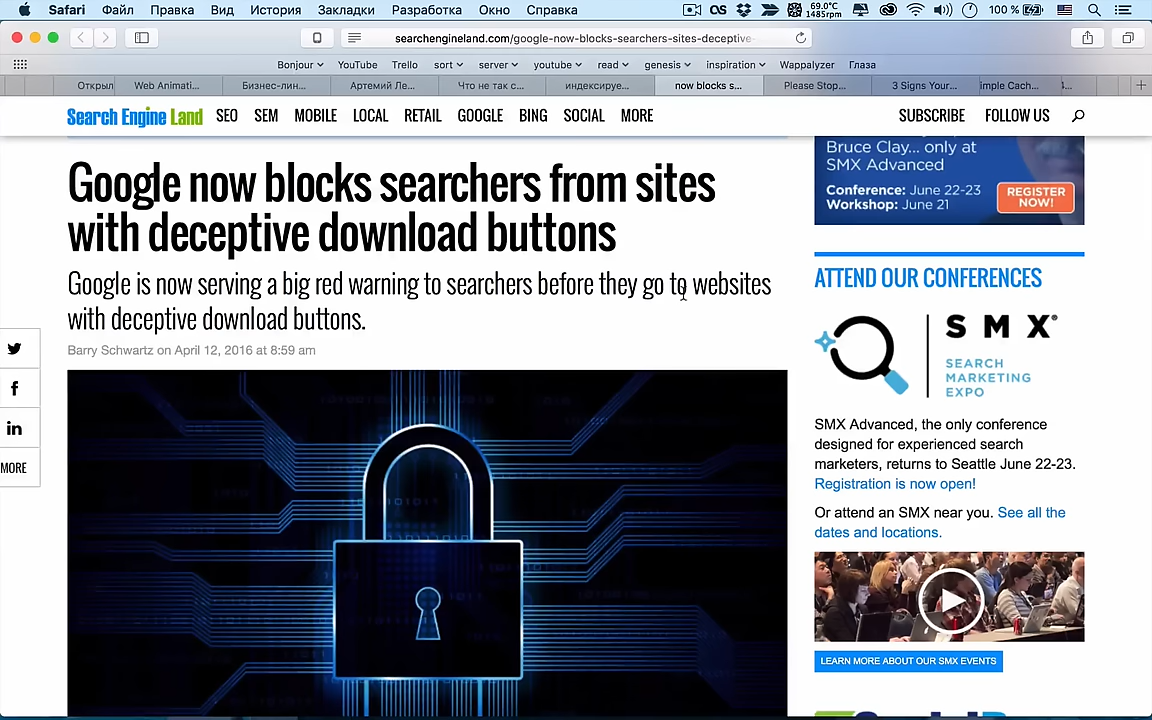 Safari Файл Правка Вид История Закладки Разработка Окно Справка
69.0°C
1485rpm
100 %
searchengineland.com/google-now-blocks-searchers-sites-deceptive-
Bonjour YouTube Trello sort server youtube read genesis inspiration Wappalyzer Глаза
Открыл Web Animati... Бизнес-лин... Артемий Ле... Что не так с... индексируе... now blocks s... Please Stop... 3 Signs Your... imple Cach...
Search Engine Land SEO SEM MOBILE LOCAL RETAIL GOOGLE BING SOCIAL MORE SUBSCRIBE FOLLOW US
Google now blocks searchers from sites
with deceptive download buttons
Google is now serving a big red warning to searchers before they go to websites
with deceptive download buttons.
Barry Schwartz on April 12, 2016 at 8:59 am
MORE
Bruce Clay... only at
SMX Advanced
Conference: June 22-23
Workshop: June 21
REGISTER
NOW!
ATTEND OUR CONFERENCES
SMX®
SEARCH
MARKETING
EXPO
SMX Advanced, the only conference
designed for experienced search
marketers, returns to Seattle June 22-23.
Registration is now open!
Or attend an SMX near you. See all the
dates and locations.
LEARN MORE ABOUT OUR SMX EVENTS